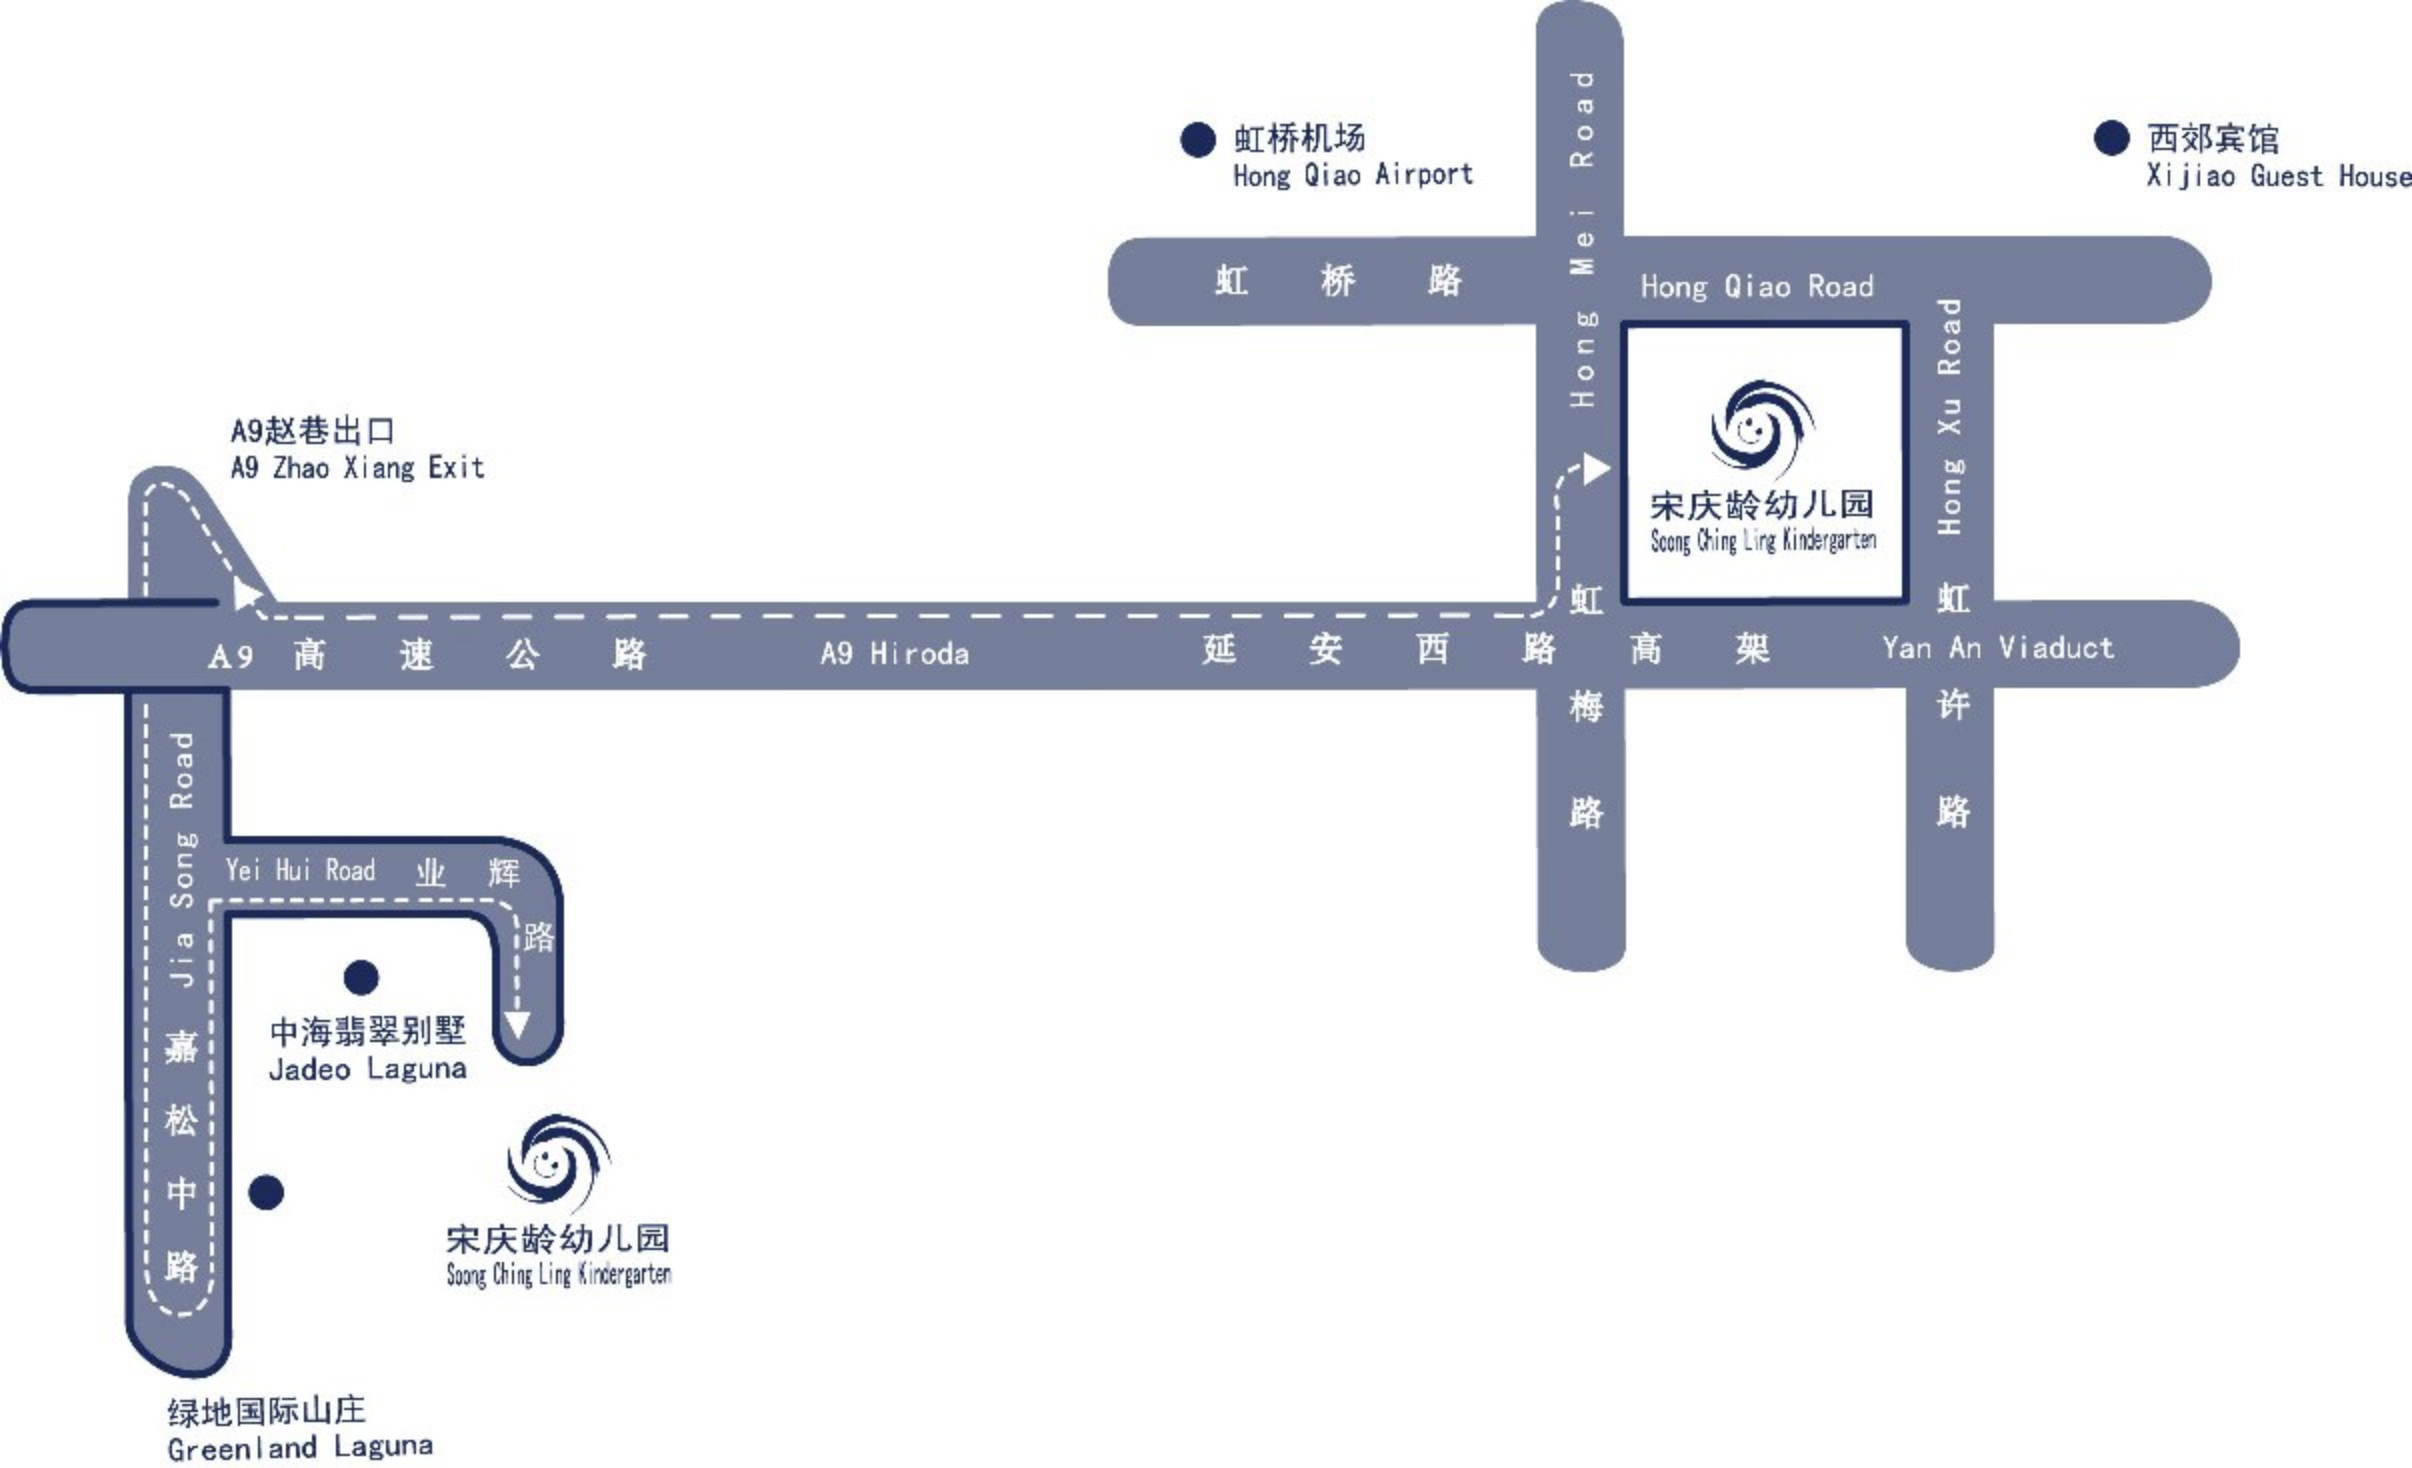 虹桥机场
Hong Qiao Airport
西郊宾馆
Xijiao Guest House
Hong Mei Road
虹梅路
虹桥路
Hong Qiao Road
Hong Xu Road
虹许路
宋庆龄幼儿园
Soong Ching Ling Kindergarten
A9赵巷出口
A9 Zhao Xiang Exit
A9高速公路
A9 Hiroda
延安西路高架
Yan An Viaduct
Jia Song Road
嘉松中路
Yei Hui Road
业辉路
中海翡翠别墅
Jadeo Laguna
宋庆龄幼儿园
Soong Ching Ling Kindergarten
绿地国际山庄
Greenland Laguna